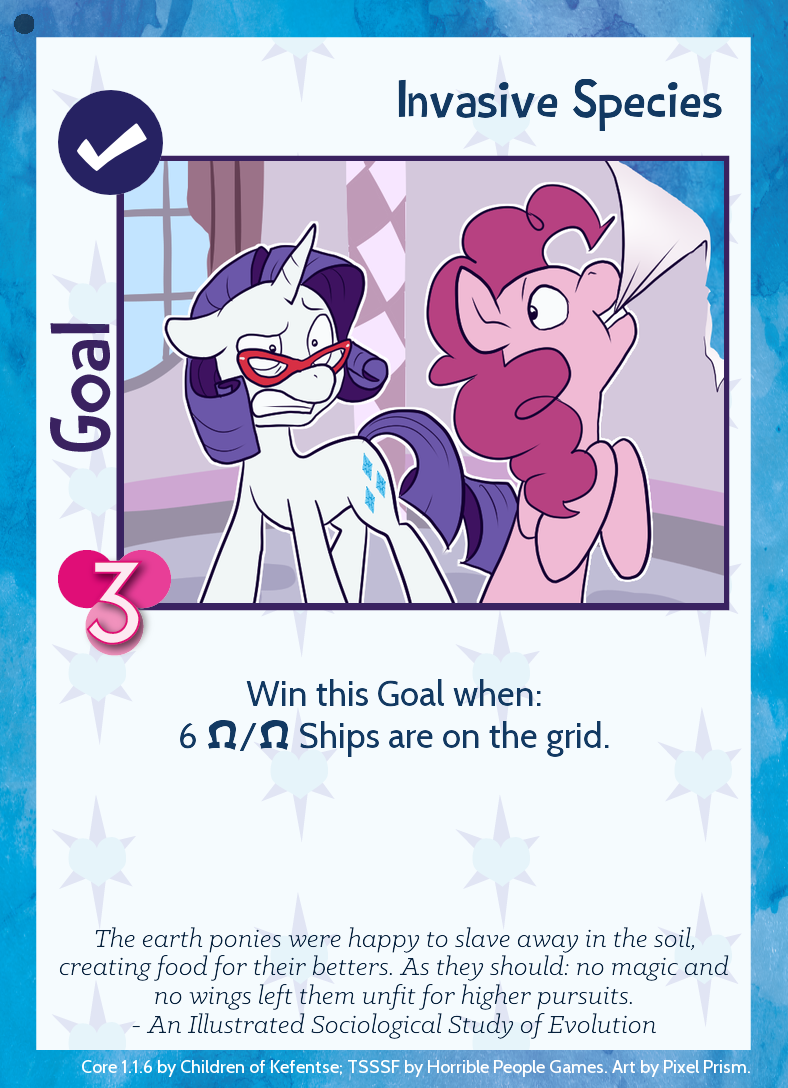 Invasive Species
Goal
3
Win this Goal when:
6 Ω/Ω Ships are on the grid.
The earth ponies were happy to slave away in the soil,
creating food for their betters. As they should: no magic and
no wings left them unfit for higher pursuits.
- An Illustrated Sociological Study of Evolution
Core 1.1.6 by Children of Kefentse; TSSSF by Horrible People Games. Art by Pixel Prism.